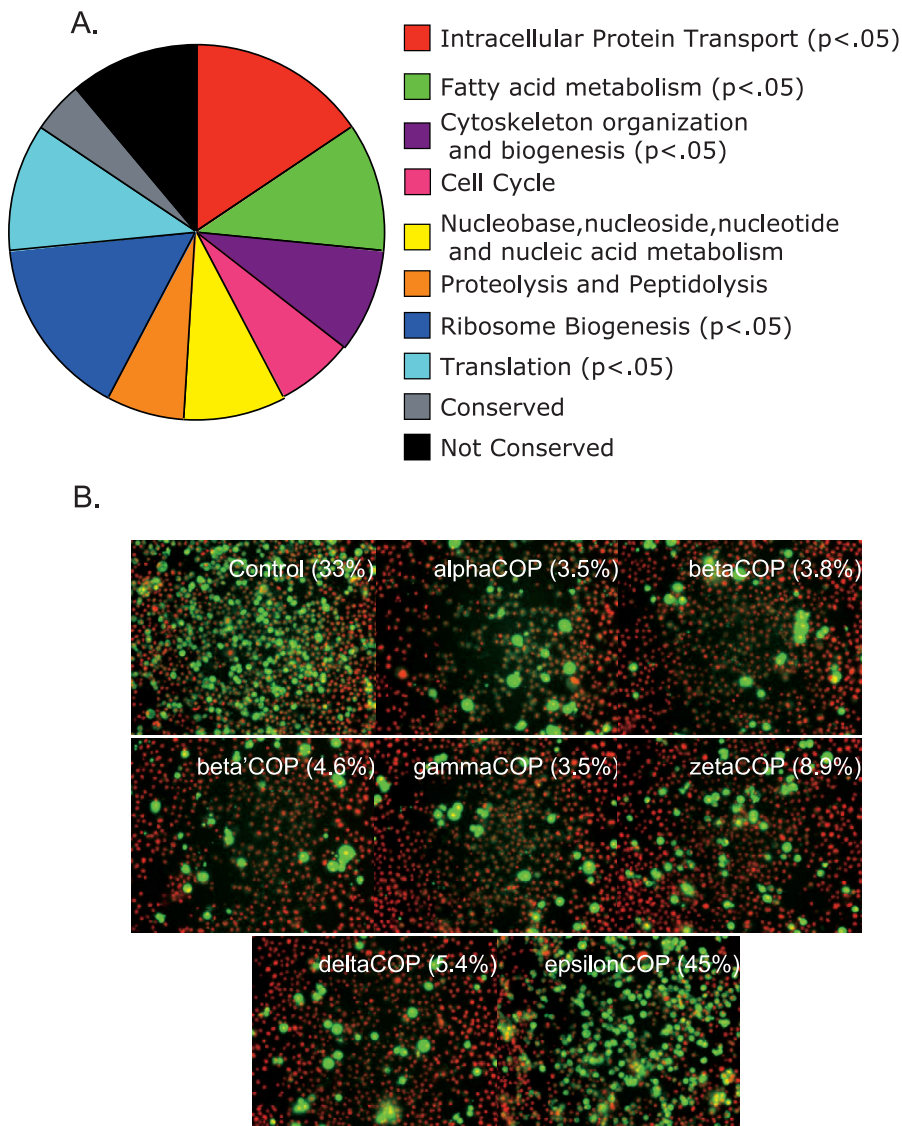 A.
Intracellular Protein Transport (p<.05)
Fatty acid metabolism (p<.05)
Cytoskeleton organization
and biogenesis (p<.05)
Cell Cycle
Nucleobase,nucleoside,nucleotide
and nucleic acid metabolism
Proteolysis and Peptidolysis
Ribosome Biogenesis (p<.05)
Translation (p<.05)
Conserved
Not Conserved
B.
Control (33%)
alphaCOP (3.5%)
betaCOP (3.8%)
beta'COP (4.6%)
gammaCOP (3.5%)
zetaCOP (8.9%)
deltaCOP (5.4%)
epsilonCOP (45%)